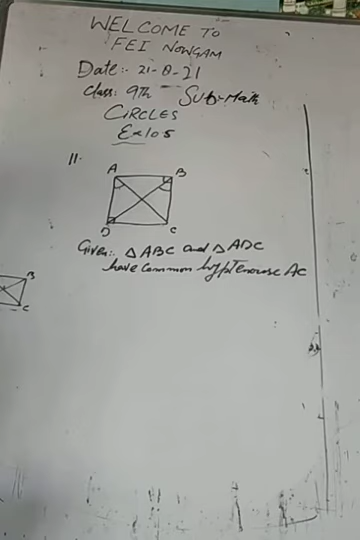 WELCOME TO
FEI NOWGAM
Date:- 21-8-21
Class: 9Th Sub-Math
CIRCLES
Ex 10.5
11.
A B
D C
Given:- △ ABC and △ ADC
have common hyptenouse AC
B
C